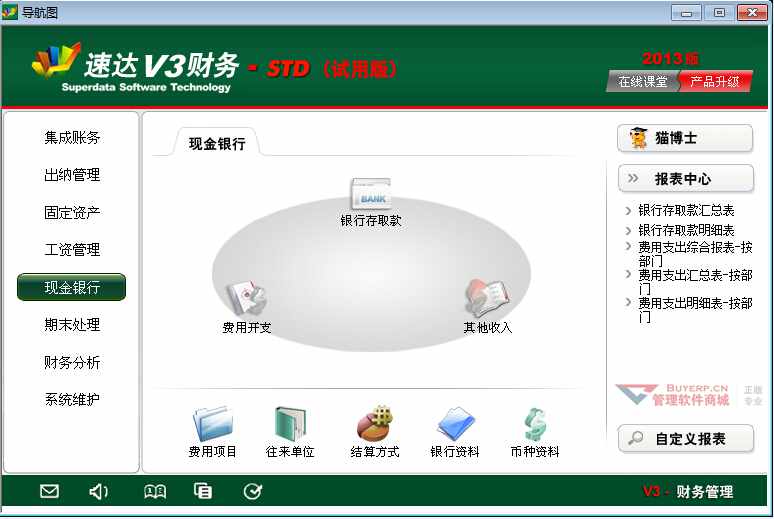 导航图
速达V3财务 - STD（试用版）
Superdata Software Technology
2013版
在线课堂
产品升级
集成账务
出纳管理
固定资产
工资管理
现金银行
期末处理
财务分析
系统维护
现金银行
BANK
银行存取款
费用开支
其他收入
费用项目
往来单位
结算方式
银行资料
币种资料
猫博士
报表中心
银行存取款汇总表
银行存取款明细表
费用支出综合报表-按
部门
费用支出汇总表-按部
门
费用支出明细表-按部
门
BUYERP.CN
管理软件商城
正版
专业
自定义报表
V3 - 财务管理